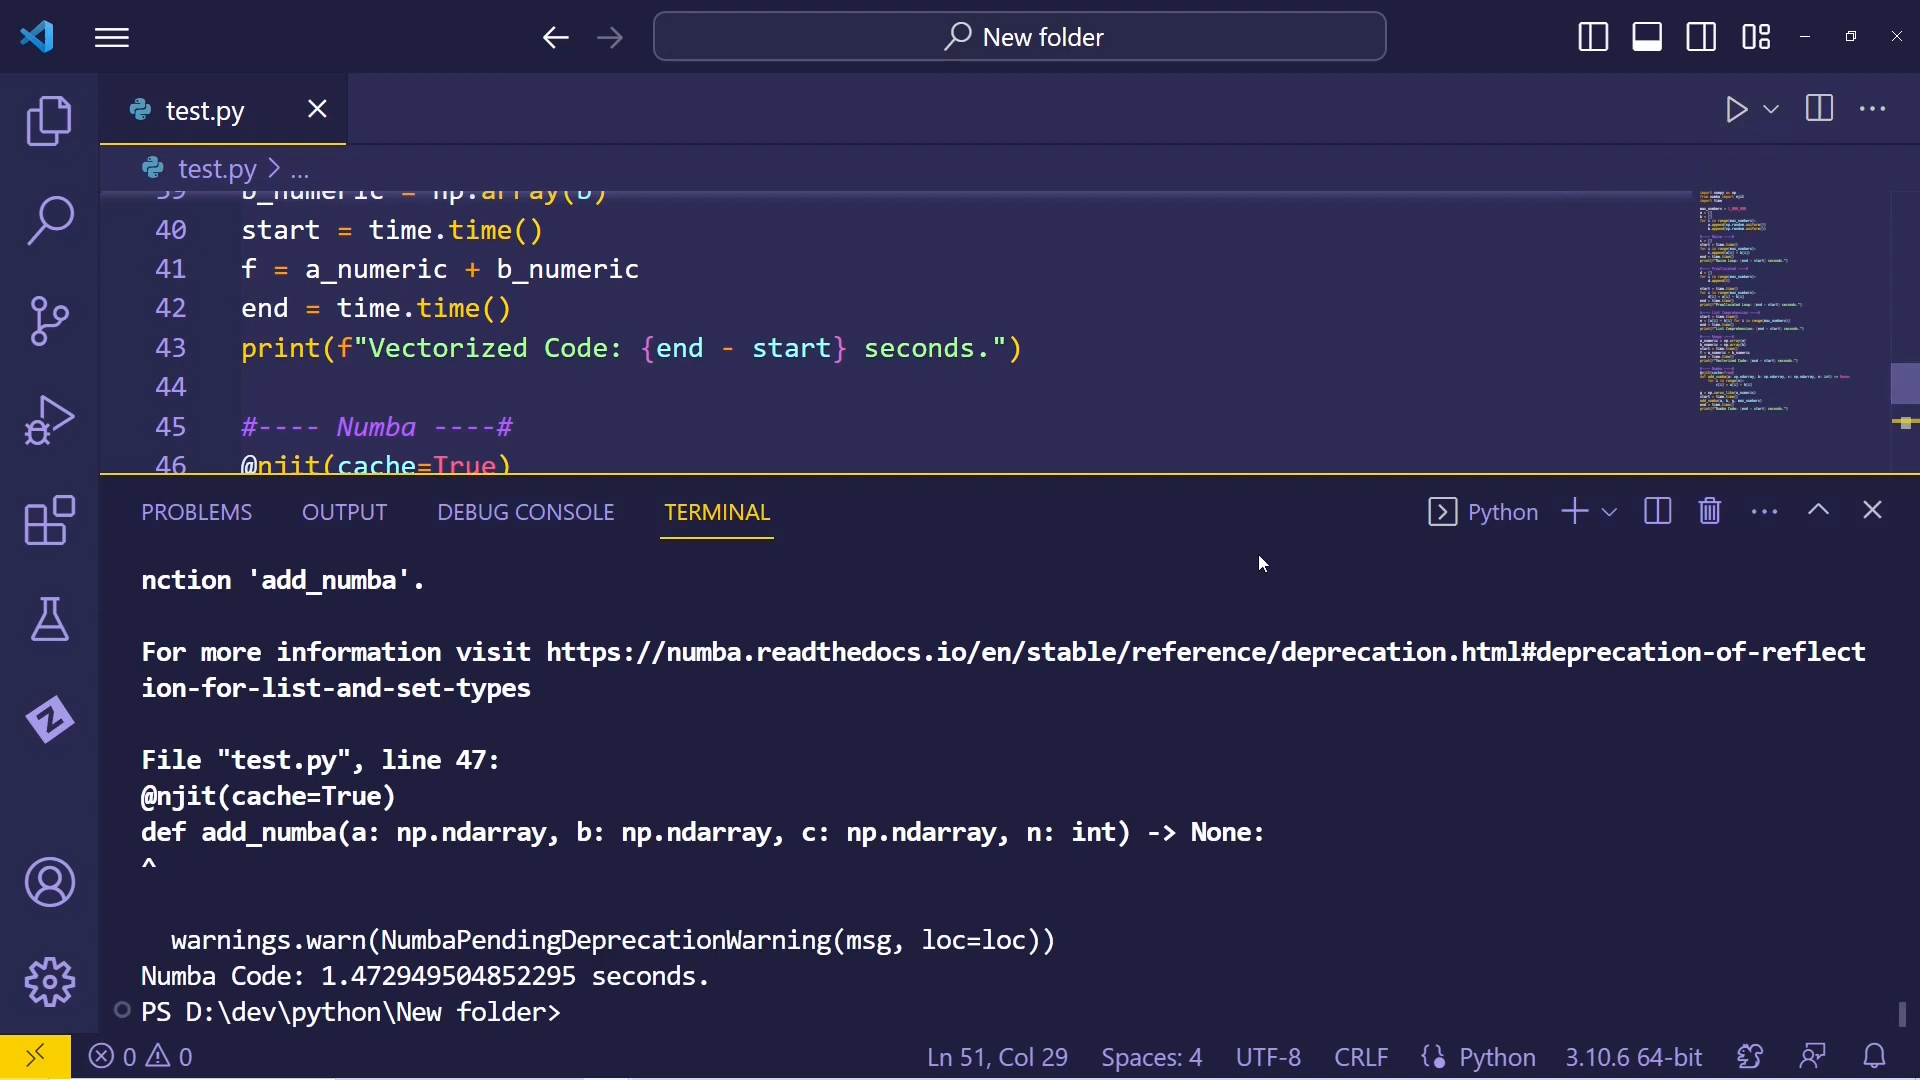 New folder
test.py
test.py > ...
39 b_numeric = np.array(b)
40 start = time.time()
41 f = a_numeric + b_numeric
42 end = time.time()
43 print(f"Vectorized Code: {end - start} seconds.")
44
45 #---- Numba ----#
46 @njit(cache=True)
PROBLEMS OUTPUT DEBUG CONSOLE TERMINAL Python
nction 'add_numba'.
For more information visit https://numba.readthedocs.io/en/stable/reference/deprecation.html#deprecation-of-reflect
ion-for-list-and-set-types
File "test.py", line 47:
@njit(cache=True)
def add_numba(a: np.ndarray, b: np.ndarray, c: np.ndarray, n: int) -> None:
^
warnings.warn(NumbaPendingDeprecationWarning(msg, loc=loc))
Numba Code: 1.472949504852295 seconds.
PS D:\dev\python\New folder>
0 0 Ln 51, Col 29 Spaces: 4 UTF-8 CRLF Python 3.10.6 64-bit